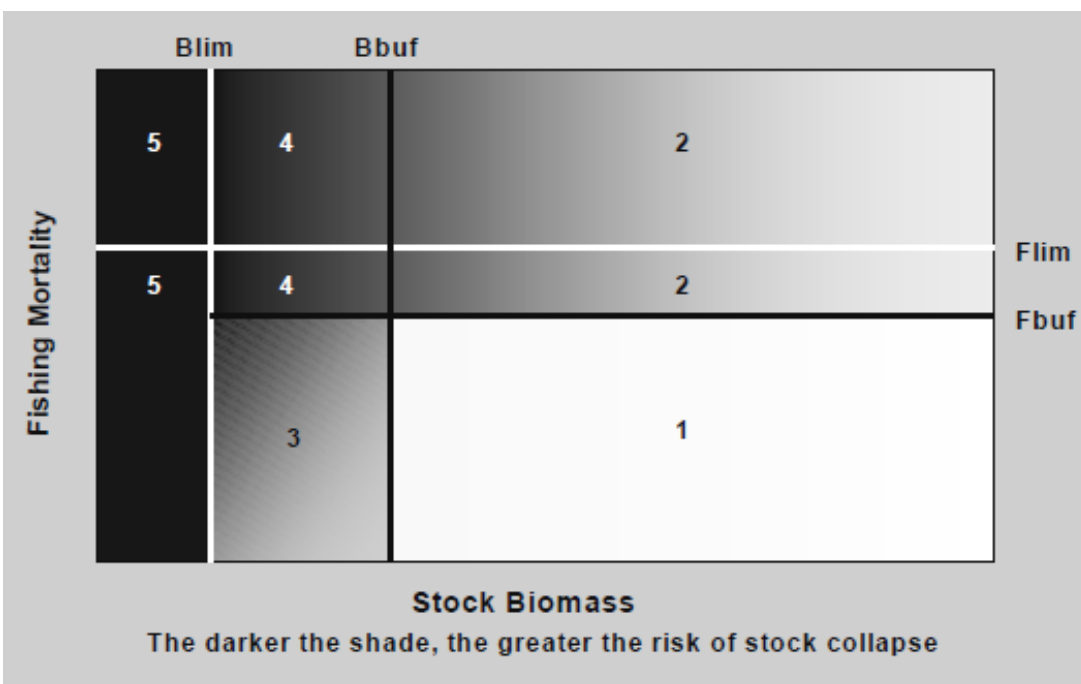 Blim Bbuf
5 4 2
Flim
5 4 2
Fbuf
Fishing Mortality
3 1
Stock Biomass
The darker the shade, the greater the risk of stock collapse